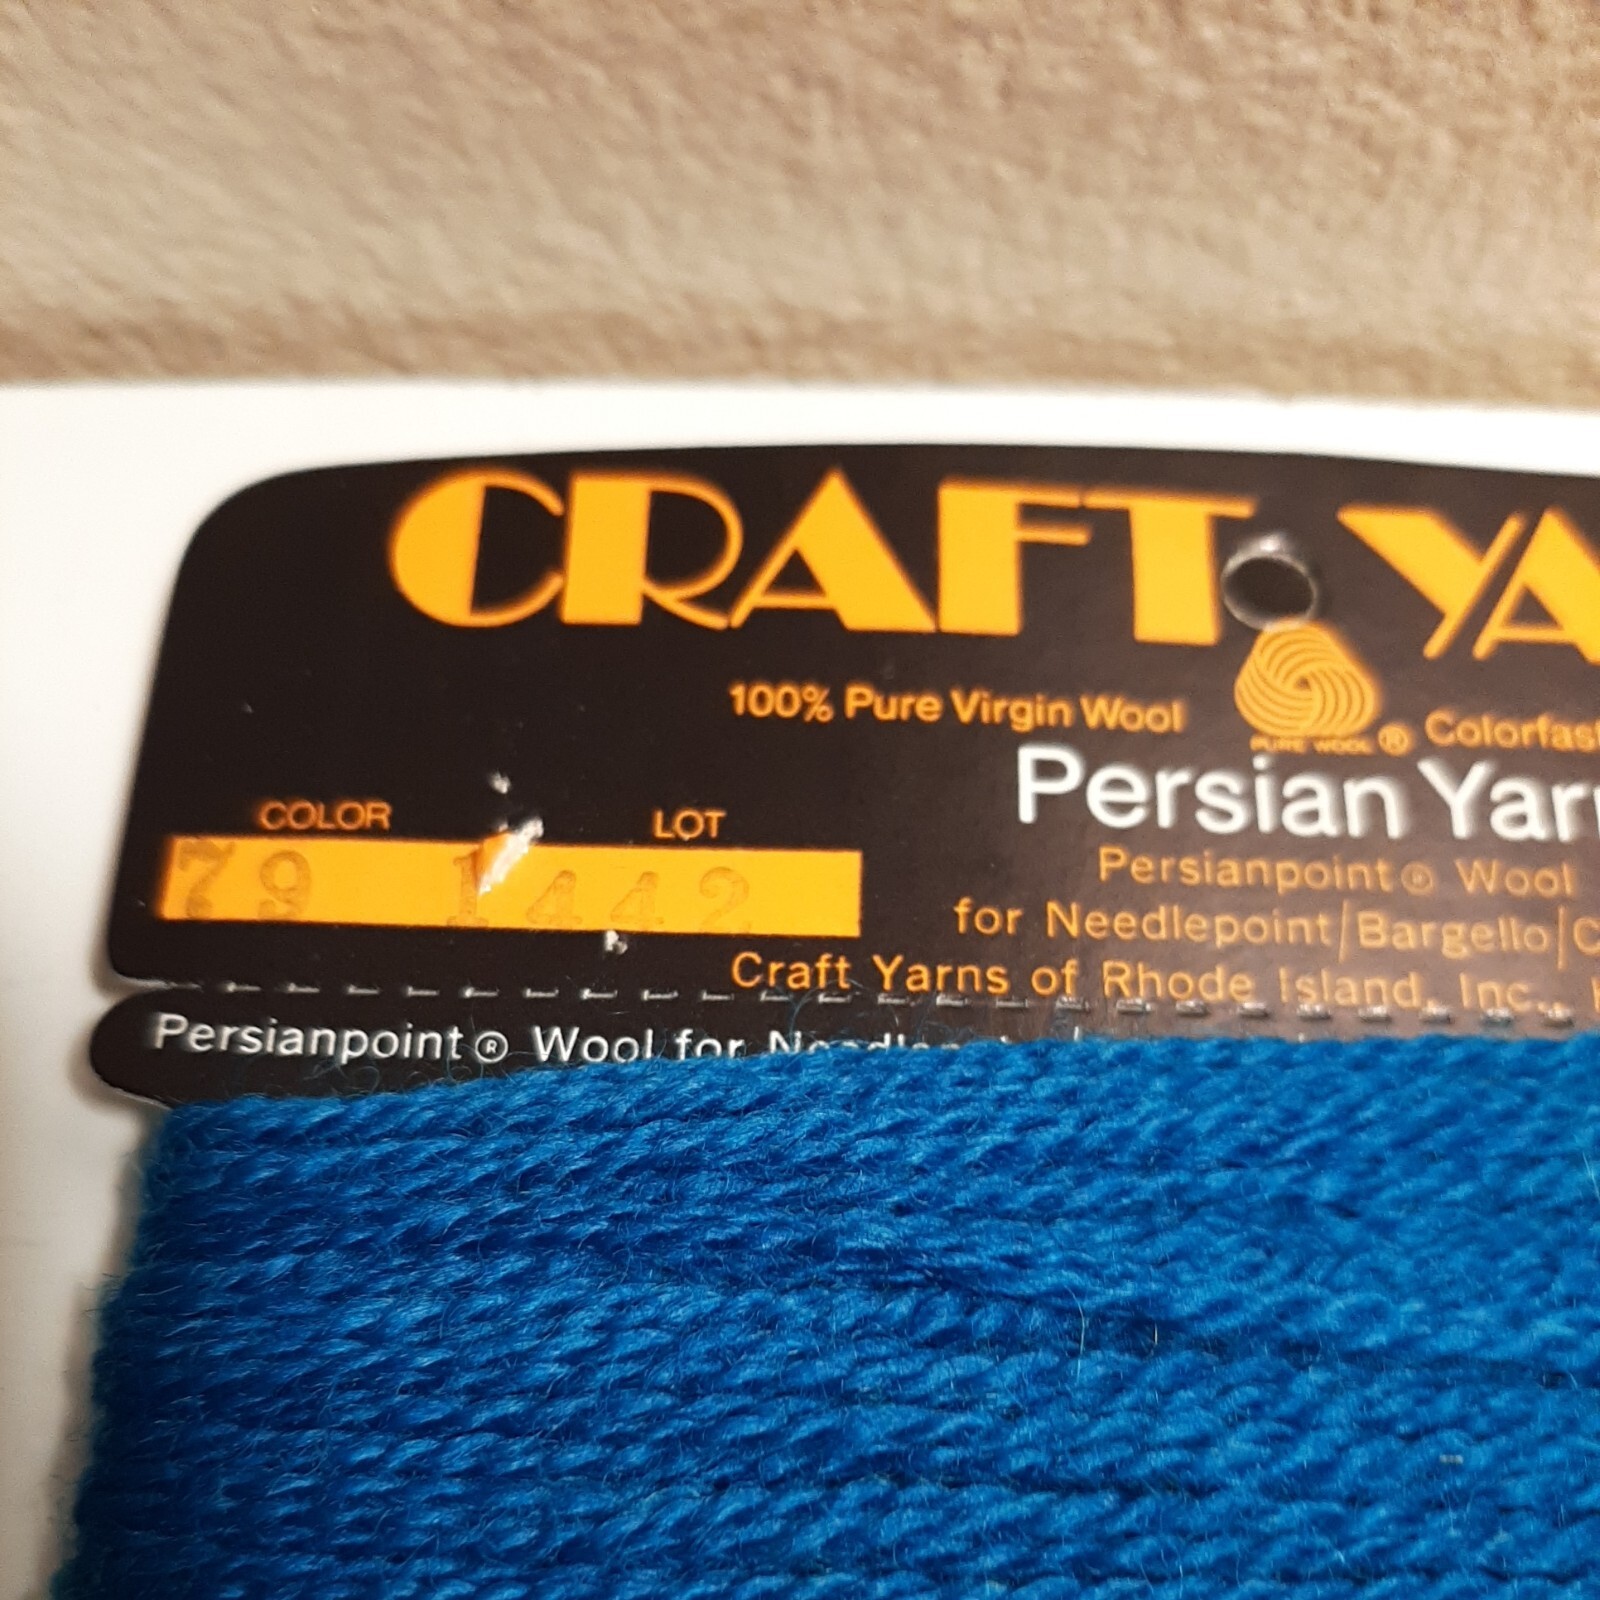 CRAFT YA
100% Pure Virgin Wool
PURE WOOL ® Colorfast
Persian Yarn
COLOR LOT
79 1442
Persianpoint® Wool
for Needlepoint/Bargello/C
Craft Yarns of Rhode Island, Inc.,
Persianpoint® Wool for Needlep